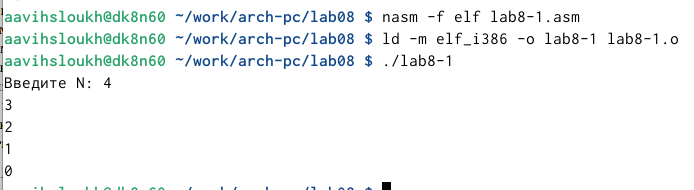 aavihsloukh@dk8n60 ~/work/arch-pc/lab08 $ nasm -f elf lab8-1.asm
aavihsloukh@dk8n60 ~/work/arch-pc/lab08 $ ld -m elf_i386 -o lab8-1 lab8-1.o
aavihsloukh@dk8n60 ~/work/arch-pc/lab08 $ ./lab8-1
Введите N: 4
3
2
1
0